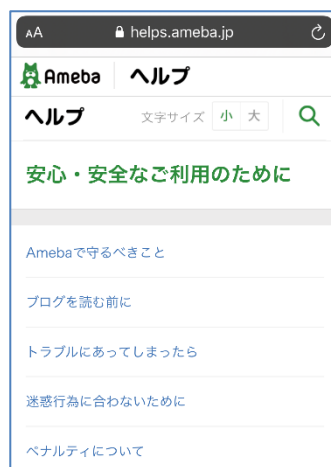 AA helps.ameba.jp
Ameba ヘルプ
ヘルプ 文字サイズ 小 大
安心・安全なご利用のために
Amebaで守るべきこと
ブログを読む前に
トラブルにあってしまったら
迷惑行為に合わないために
ペナルティについて